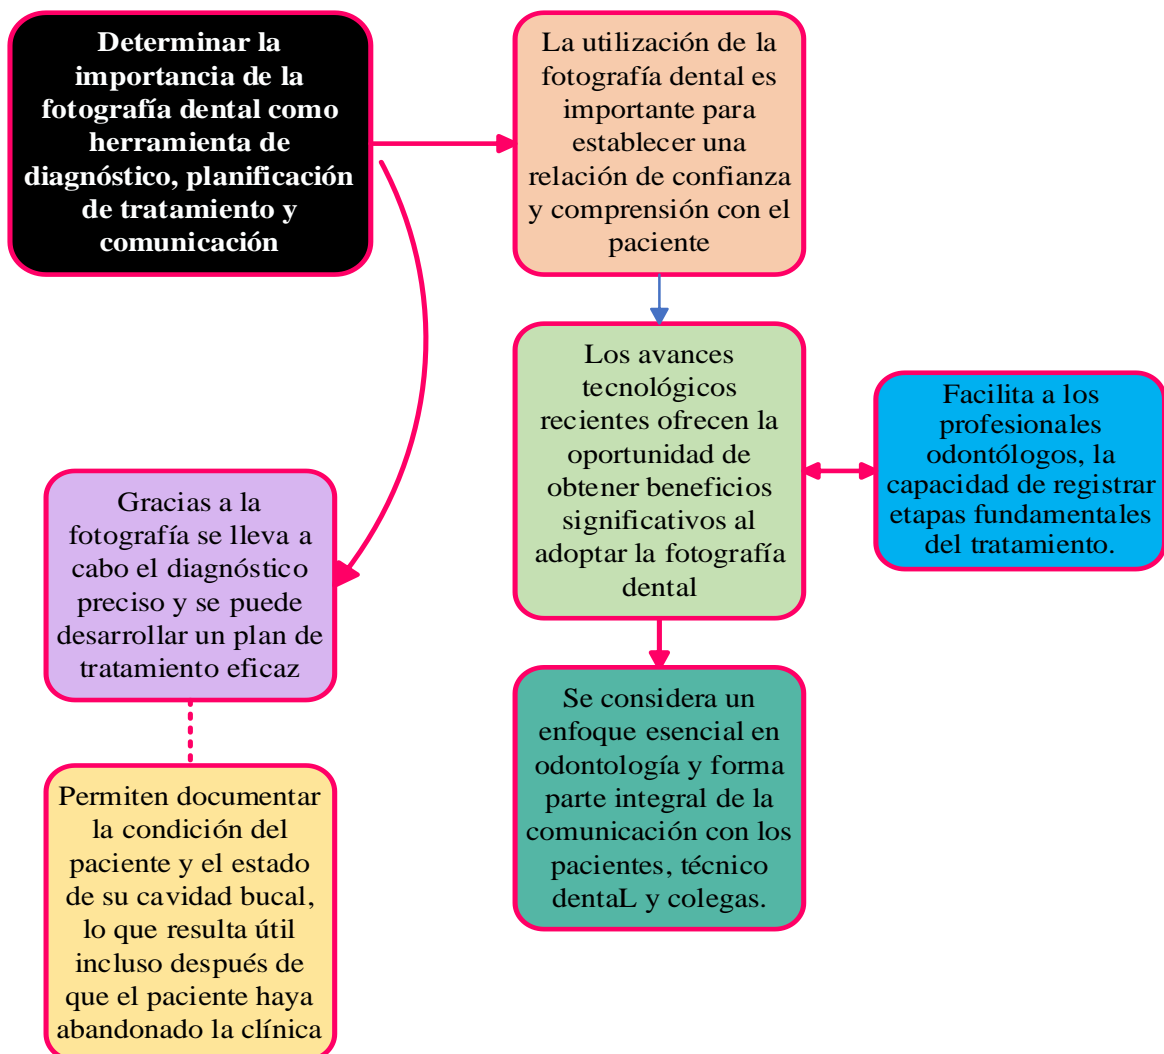 Determinar la
importancia de la
fotografía dental como
herramienta de
diagnóstico, planificación
de tratamiento y
comunicación
La utilización de la
fotografía dental es
importante para
establecer una
relación de confianza
y comprensión con el
paciente
Los avances
tecnológicos
recientes ofrecen la
oportunidad de
obtener beneficios
significativos al
adoptar la fotografía
dental
Facilita a los
profesionales
odontólogos, la
capacidad de registrar
etapas fundamentales
del tratamiento.
Gracias a la
fotografía se lleva a
cabo el diagnóstico
preciso y se puede
desarrollar un plan de
tratamiento eficaz
Se considera un
enfoque esencial en
odontología y forma
parte integral de la
comunicación con los
pacientes, técnico
dentaL y colegas.
Permiten documentar
la condición del
paciente y el estado
de su cavidad bucal,
lo que resulta útil
incluso después de
que el paciente haya
abandonado la clínica